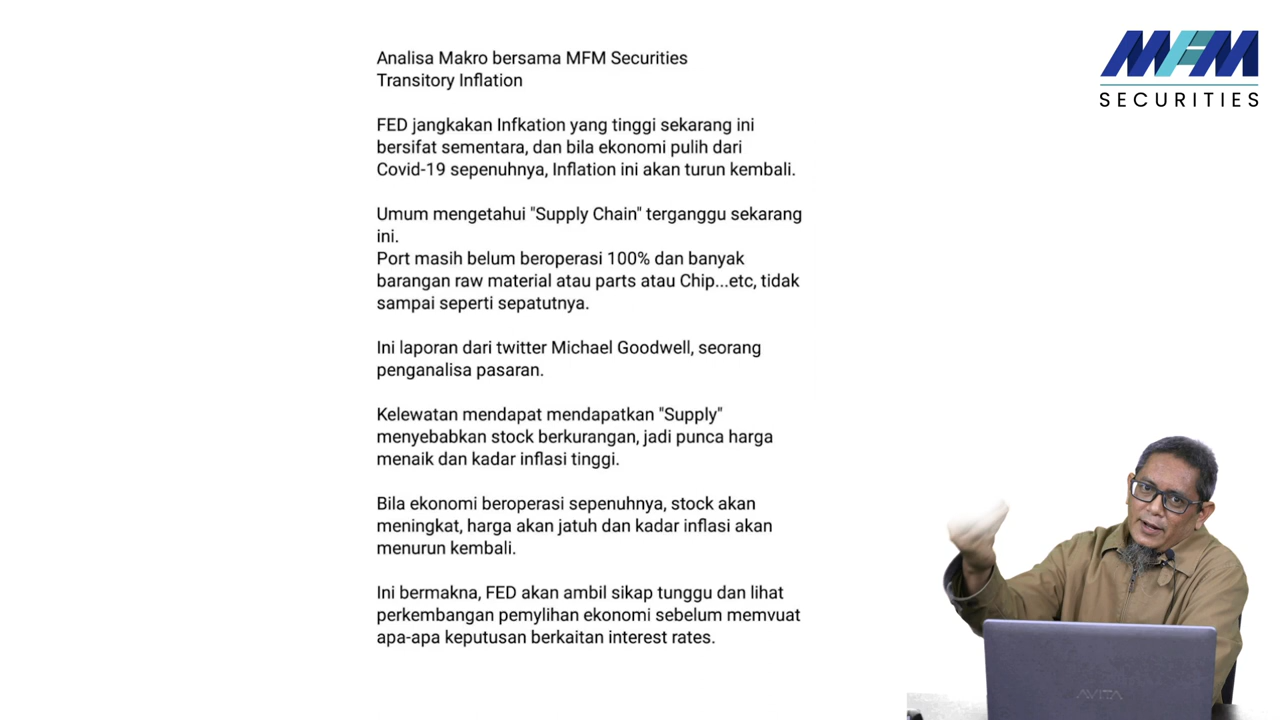 Analisa Makro bersama MFM Securities
Transitory Inflation
FED jangkakan Infkation yang tinggi sekarang ini
bersifat sementara, dan bila ekonomi pulih dari
Covid-19 sepenuhnya, Inflation ini akan turun kembali.
Umum mengetahui "Supply Chain" terganggu sekarang
ini.
Port masih belum beroperasi 100% dan banyak
barangan raw material atau parts atau Chip...etc, tidak
sampai seperti sepatutnya.
Ini laporan dari twitter Michael Goodwell, seorang
penganalisa pasaran.
Kelewatan mendapat mendapatkan "Supply"
menyebabkan stock berkurangan, jadi punca harga
menaik dan kadar inflasi tinggi.
Bila ekonomi beroperasi sepenuhnya, stock akan
meningkat, harga akan jatuh dan kadar inflasi akan
menurun kembali.
Ini bermakna, FED akan ambil sikap tunggu dan lihat
perkembangan pemylihan ekonomi sebelum memvuat
apa-apa keputusan berkaitan interest rates.
MFM
SECURITIES
AVITA